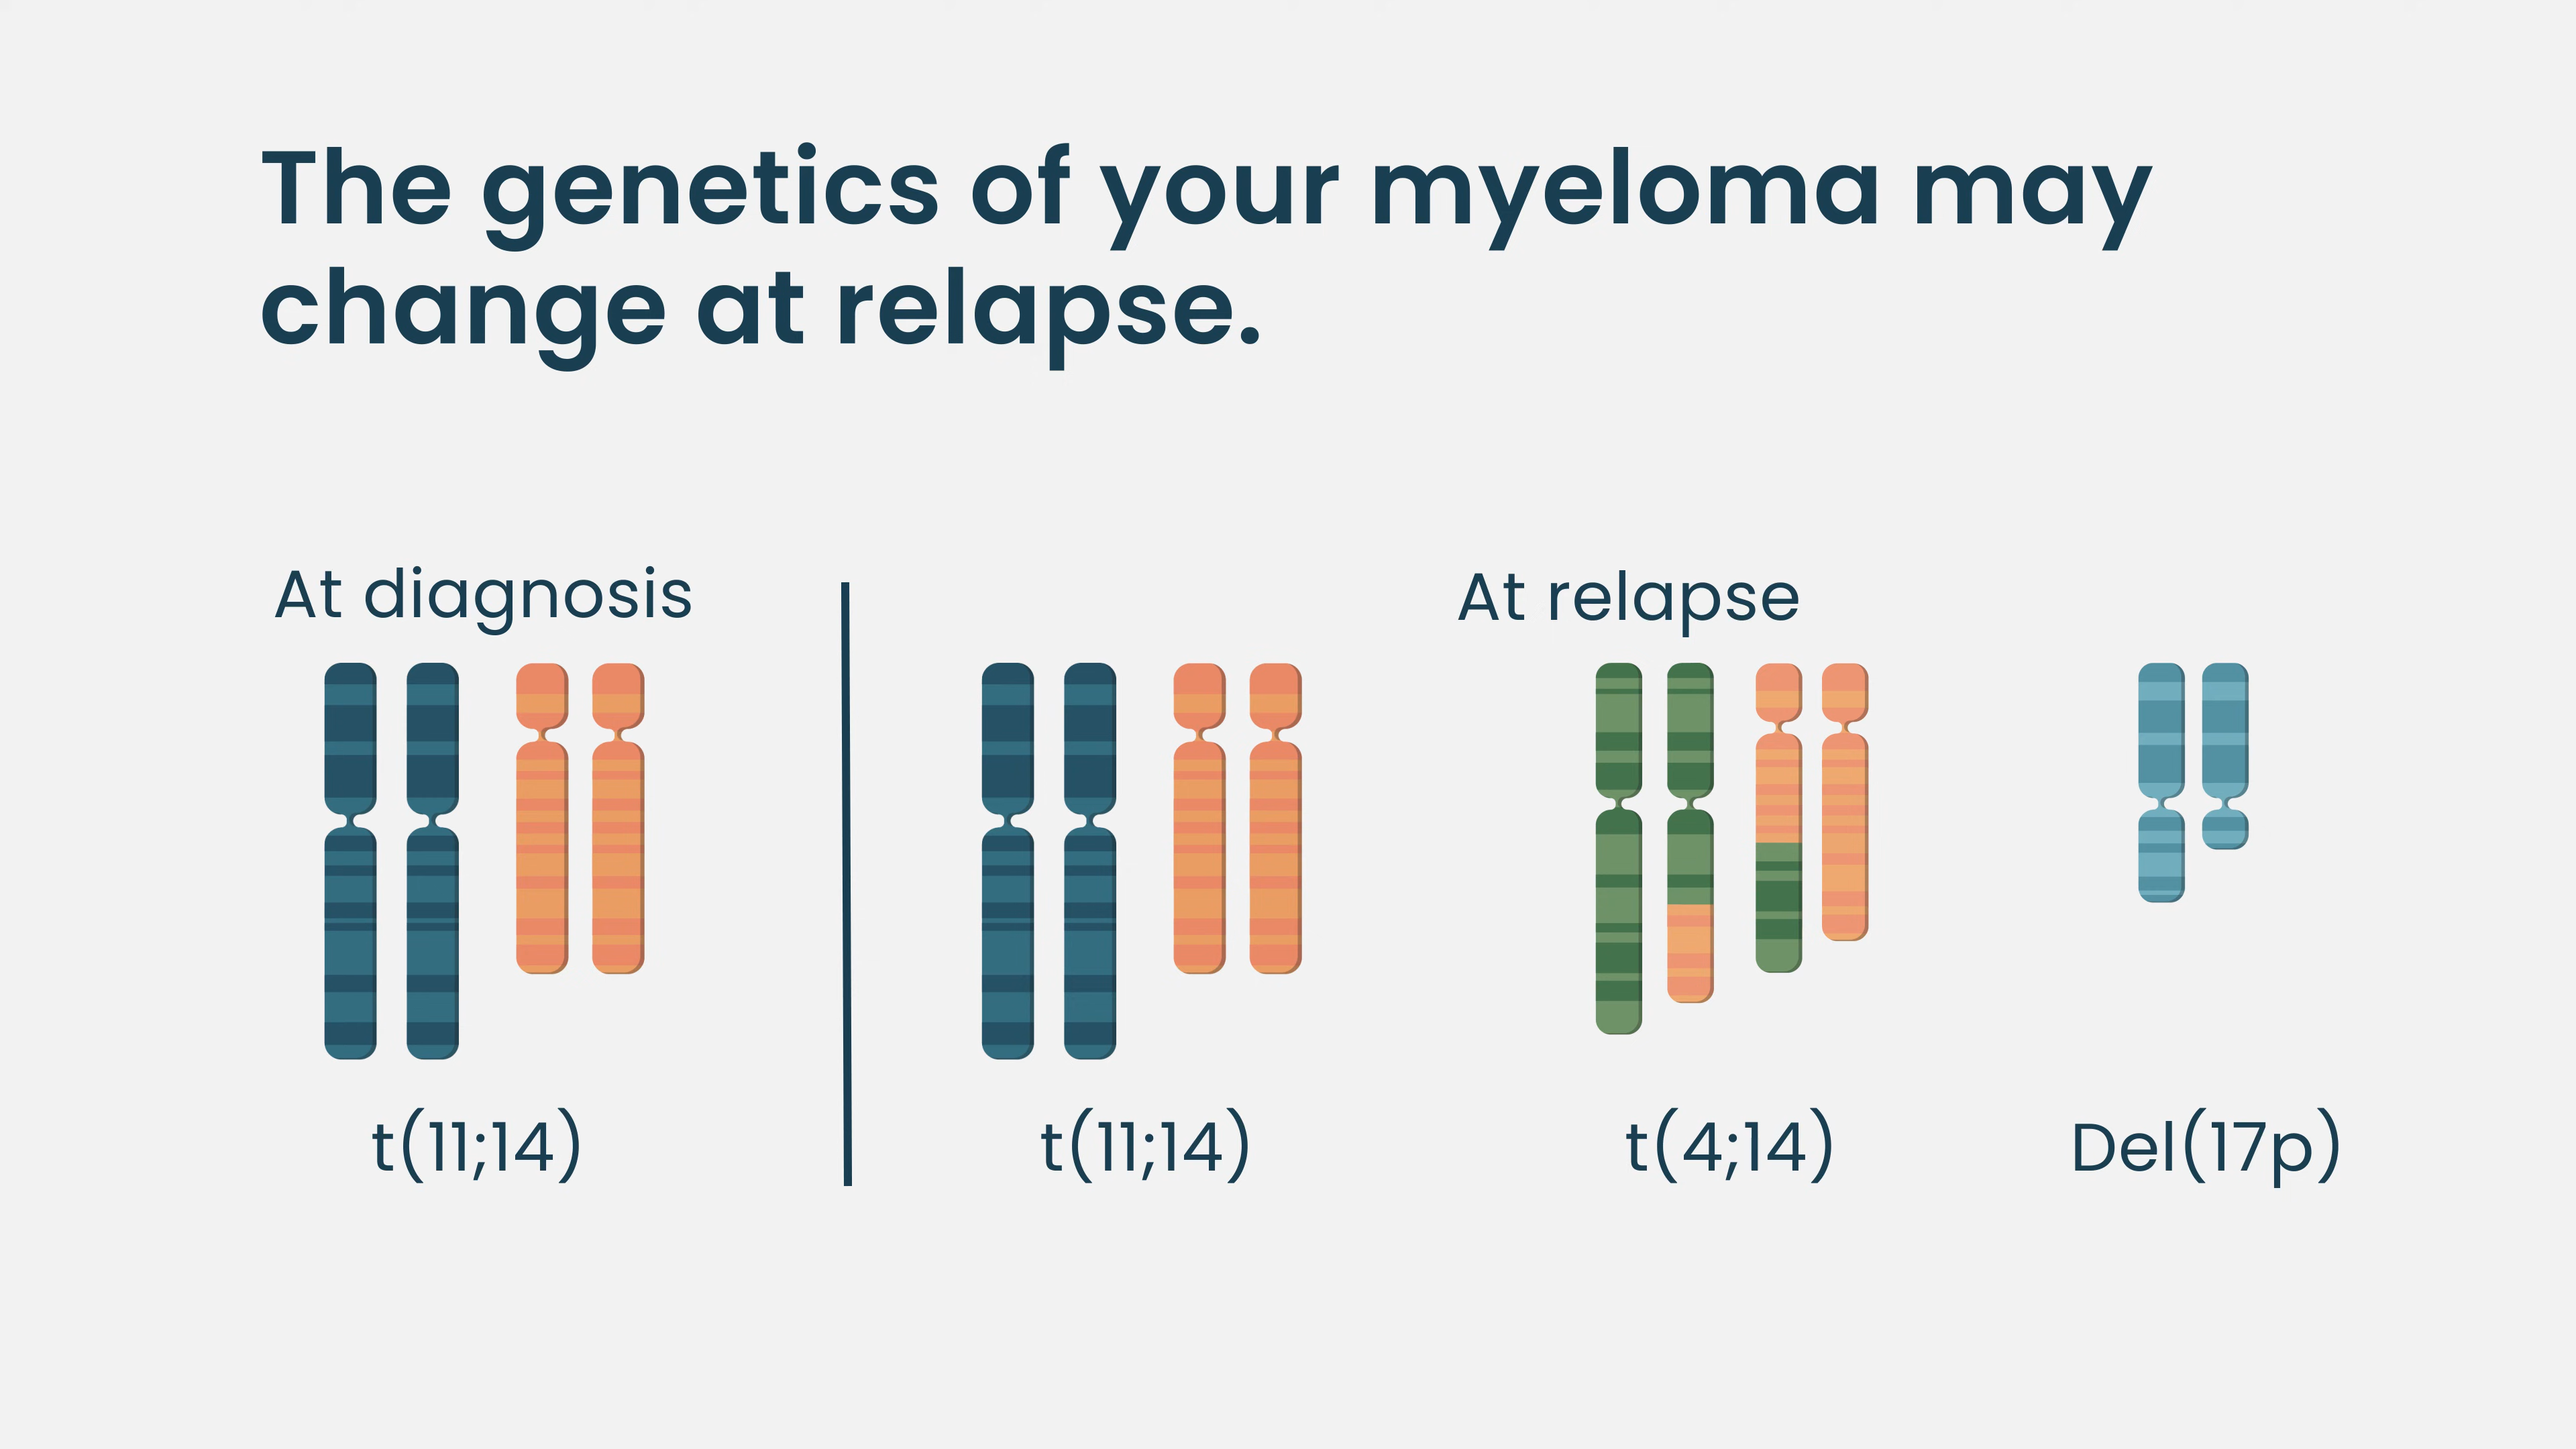 The genetics of your myeloma may
change at relapse.
At diagnosis
At relapse
t(11;14)
t(11;14)
t(4;14)
Del(17p)